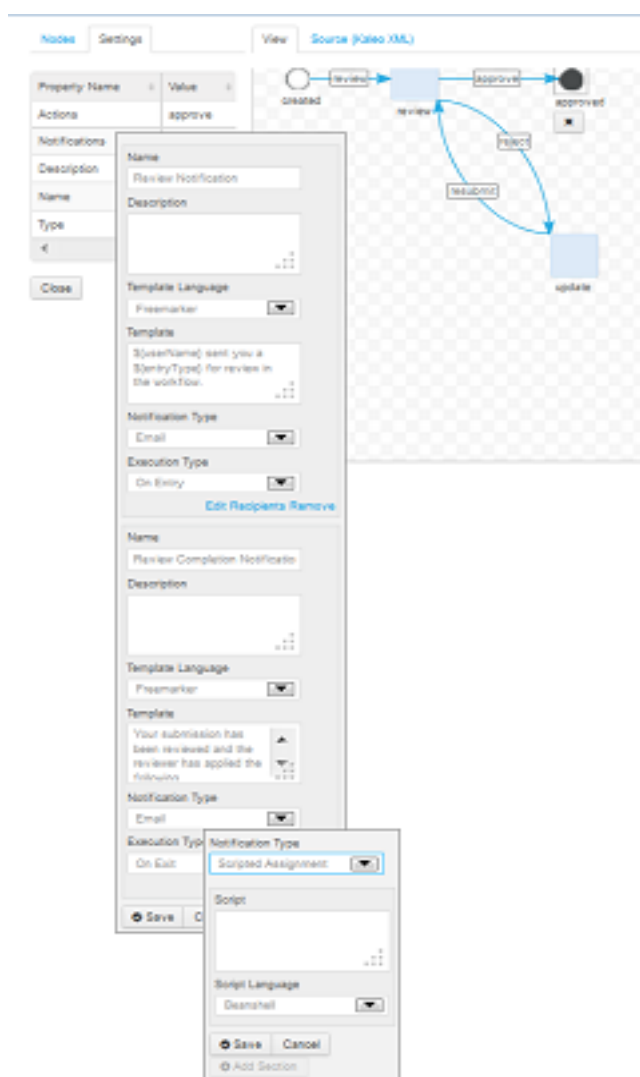 Nodes Settings
View Source (Kaleo XML)
Property Name Value
Actions approve
Notifications
Description
Name
Type
Close
created
review
review
approve
approved
reject
resubmit
update
Name
Review Notification
Description
Template Language
Freemarker
Template
${userName} sent you a
${entryType} for review in
the workflow.
Notification Type
Email
Execution Type
On Entry
Edit Recipients Remove
Name
Review Completion Notificatio
Description
Template Language
Freemarker
Template
Your submission has
been reviewed and the
reviewer has applied the
following
Notification Type
Email
Execution Typ
On Exit
Save C
Notification Type
Scripted Assignment
Script
Script Language
Beanshell
Save Cancel
Add Section